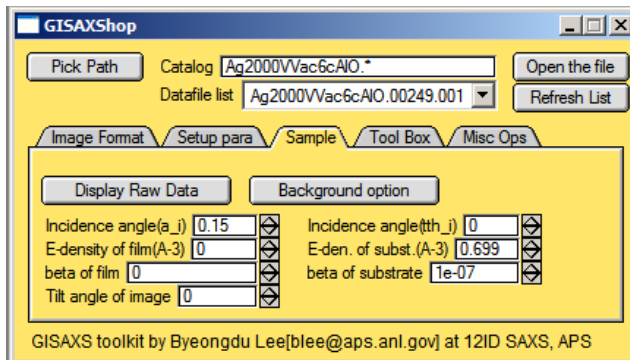 GISAXShop
Pick Path
Catalog Ag2000VVac6cAlO.*
Open the file
Datafile list Ag2000VVac6cAlO.00249.001
Refresh List
Image Format Setup para Sample Tool Box Misc Ops
Display Raw Data Background option
Incidence angle(a_i) 0.15 Incidence angle(tth_i) 0
E-density of film(A-3) 0 E-den. of subst.(A-3) 0.699
beta of film 0 beta of substrate 1e-07
Tilt angle of image 0
GISAXS toolkit by Byeongdu Lee[blee@aps.anl.gov] at 12ID SAXS, APS